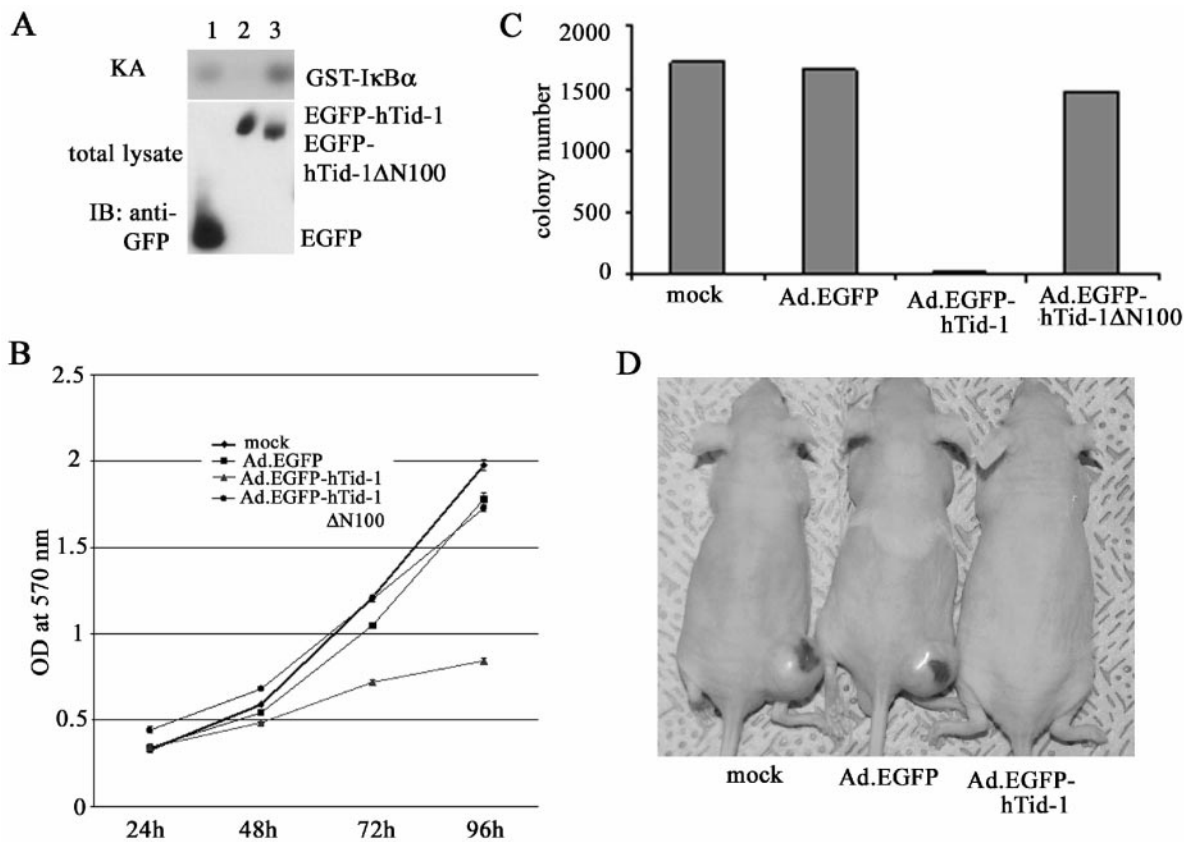 A
1 2 3
KA
GST-IκBα
EGFP-hTid-1
EGFP-
hTid-1ΔN100
total lysate
IB: anti-
GFP
EGFP
B
2.5
2
1.5
1
0.5
0
OD at 570 nm
mock
Ad.EGFP
Ad.EGFP-hTid-1
Ad.EGFP-hTid-1
ΔN100
24h 48h 72h 96h
C
2000
1500
1000
500
0
colony number
mock
Ad.EGFP
Ad.EGFP-
hTid-1
Ad.EGFP-
hTid-1ΔN100
D
mock
Ad.EGFP
Ad.EGFP-
hTid-1